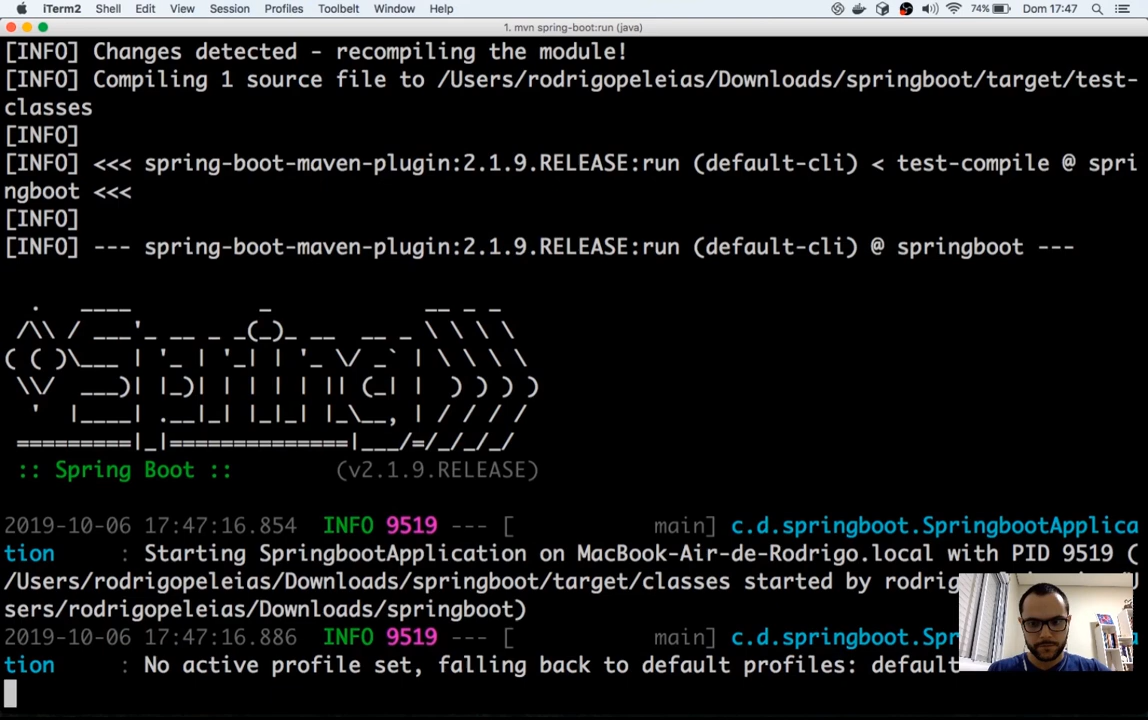 iTerm2 Shell Edit View Session Profiles Toolbelt Window Help 74% Dom 17:47
1. mvn spring-boot:run (java)
[INFO] Changes detected - recompiling the module!
[INFO] Compiling 1 source file to /Users/rodrigopeleias/Downloads/springboot/target/test-
classes
[INFO]
[INFO] <<< spring-boot-maven-plugin:2.1.9.RELEASE:run (default-cli) < test-compile @ spri
ngboot <<<
[INFO]
[INFO] --- spring-boot-maven-plugin:2.1.9.RELEASE:run (default-cli) @ springboot ---
Spring
:: Spring Boot :: (v2.1.9.RELEASE)
2019-10-06 17:47:16.854 INFO 9519 --- [ main] c.d.springboot.SpringbootApplica
tion : Starting SpringbootApplication on MacBook-Air-de-Rodrigo.local with PID 9519 (
/Users/rodrigopeleias/Downloads/springboot/target/classes started by rodrig
sers/rodrigopeleias/Downloads/springboot)
2019-10-06 17:47:16.886 INFO 9519 --- [ main] c.d.springboot.Spr
tion : No active profile set, falling back to default profiles: default